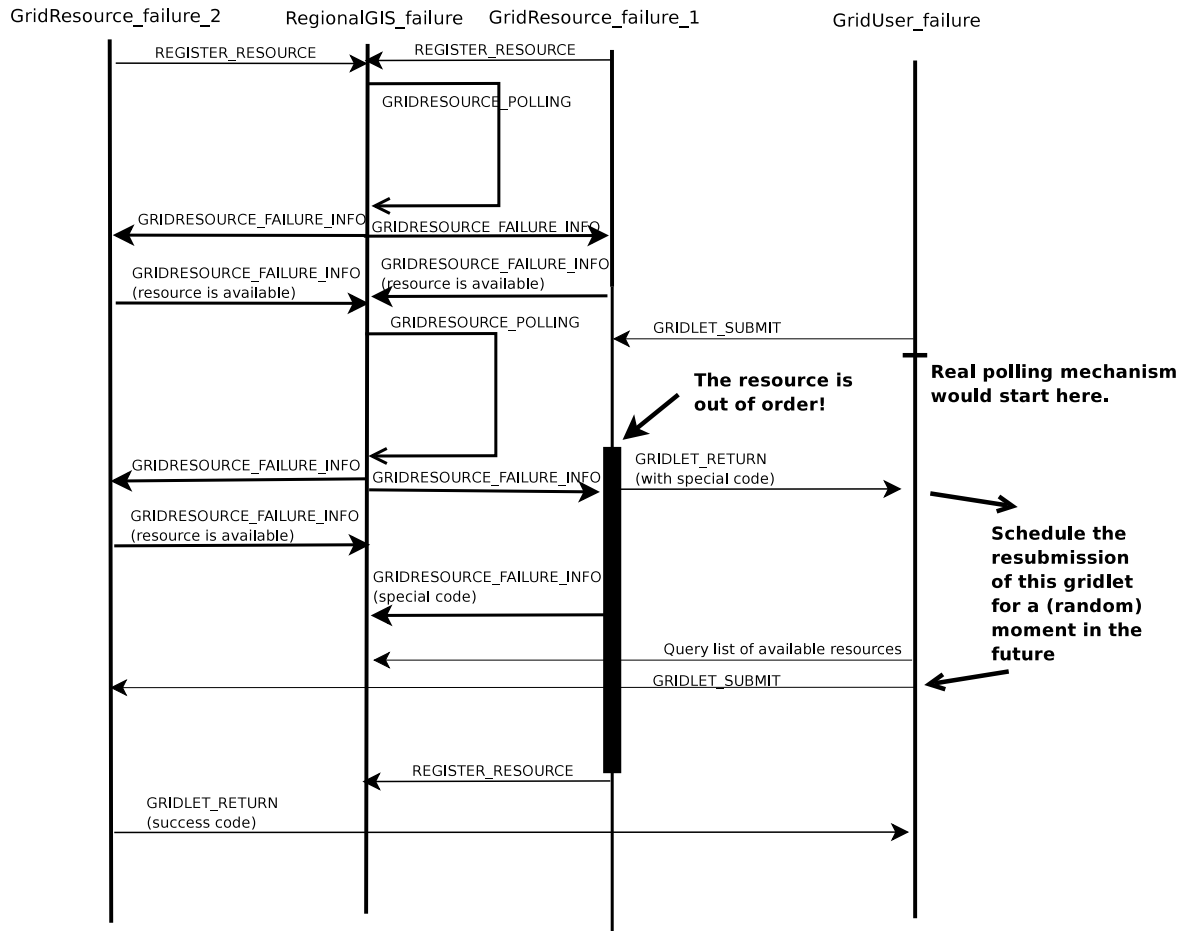 GridResource_failure_2
RegionalGIS_failure
GridResource_failure_1
GridUser_failure
REGISTER_RESOURCE
REGISTER_RESOURCE
GRIDRESOURCE_POLLING
GRIDRESOURCE_FAILURE_INFO
GRIDRESOURCE_FAILURE_INFO
GRIDRESOURCE_FAILURE_INFO
(resource is available)
GRIDRESOURCE_FAILURE_INFO
(resource is available)
GRIDRESOURCE_POLLING
GRIDLET_SUBMIT
Real polling mechanism
would start here.
The resource is
out of order!
GRIDRESOURCE_FAILURE_INFO
GRIDRESOURCE_FAILURE_INFO
GRIDLET_RETURN
(with special code)
GRIDRESOURCE_FAILURE_INFO
(resource is available)
Schedule the
resubmission
of this gridlet
for a (random)
moment in the
future
GRIDRESOURCE_FAILURE_INFO
(special code)
Query list of available resources
GRIDLET_SUBMIT
REGISTER_RESOURCE
GRIDLET_RETURN
(success code)